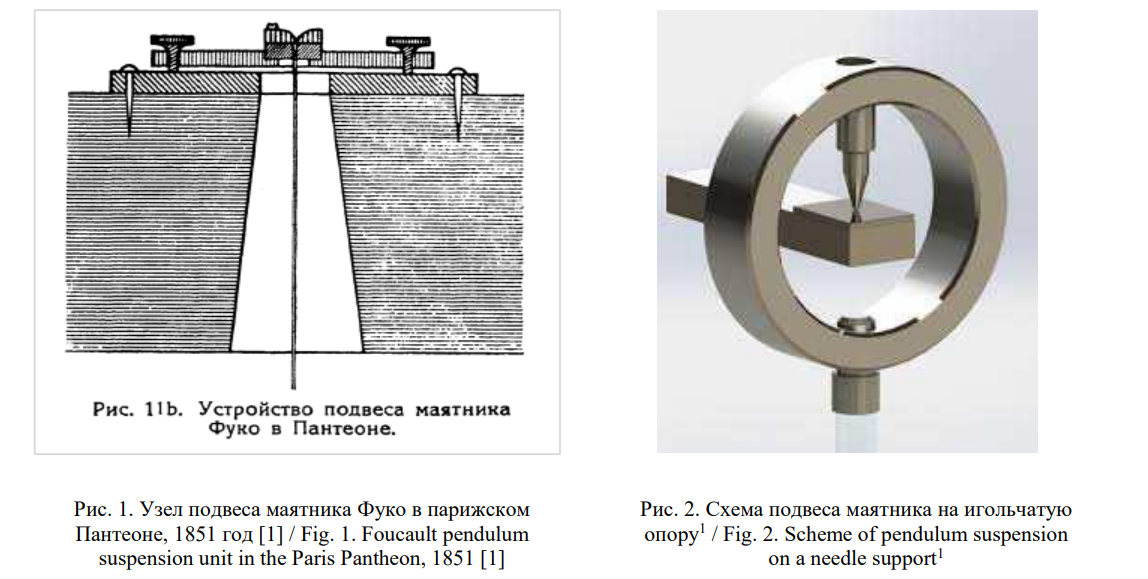 Рис. 11b. Устройство подвеса маятника
Фуко в Пантеоне.
Рис. 1. Узел подвеса маятника Фуко в парижском
Пантеоне, 1851 год [1] / Fig. 1. Foucault pendulum
suspension unit in the Paris Pantheon, 1851 [1]
Рис. 2. Схема подвеса маятника на игольчатую
опору¹ / Fig. 2. Scheme of pendulum suspension
on a needle support¹